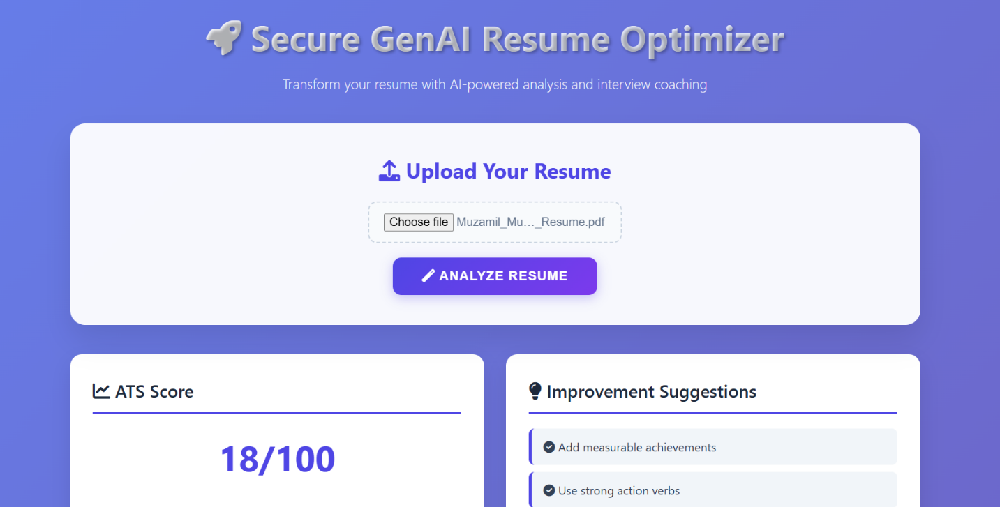 Secure GenAI Resume Optimizer
Transform your resume with AI-powered analysis and interview coaching
Upload Your Resume
Choose file Muzamil_Mu..._Resume.pdf
ANALYZE RESUME
ATS Score
18/100
Improvement Suggestions
Add measurable achievements
Use strong action verbs